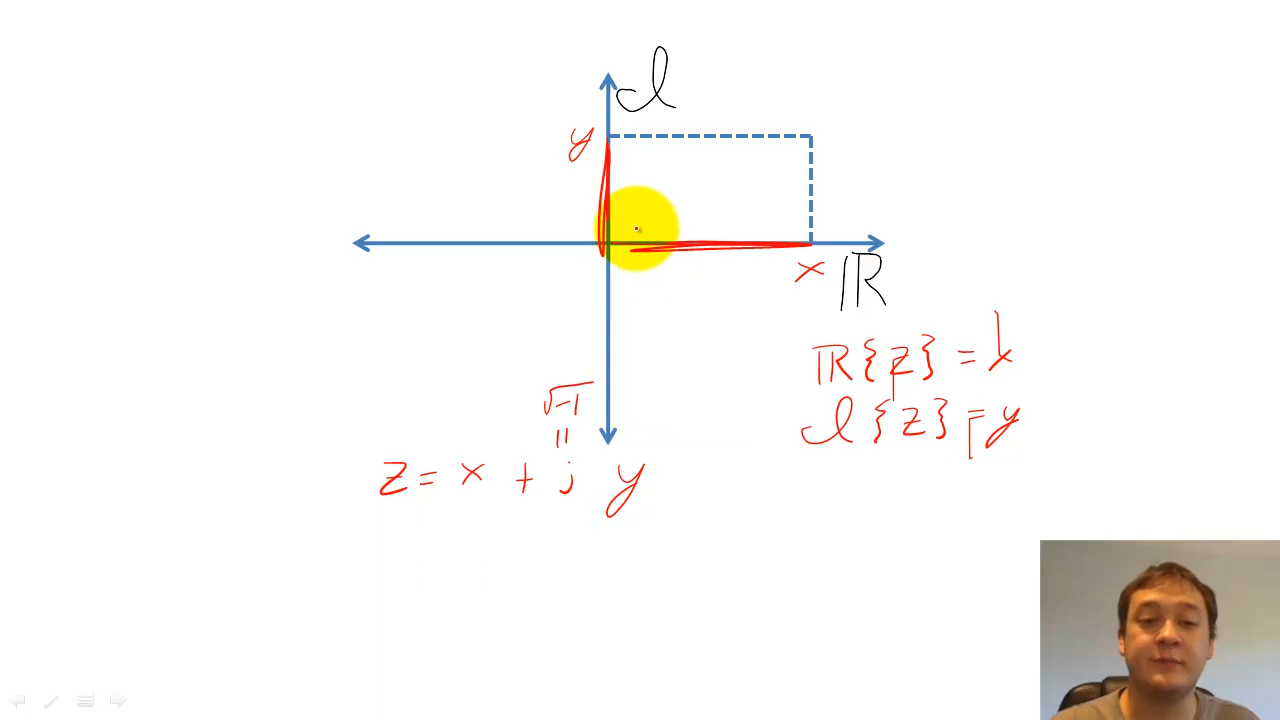 ℐ
y
x
ℝ
ℝ{z} = x
ℐ{z} = y
√-1
=
z = x + j y